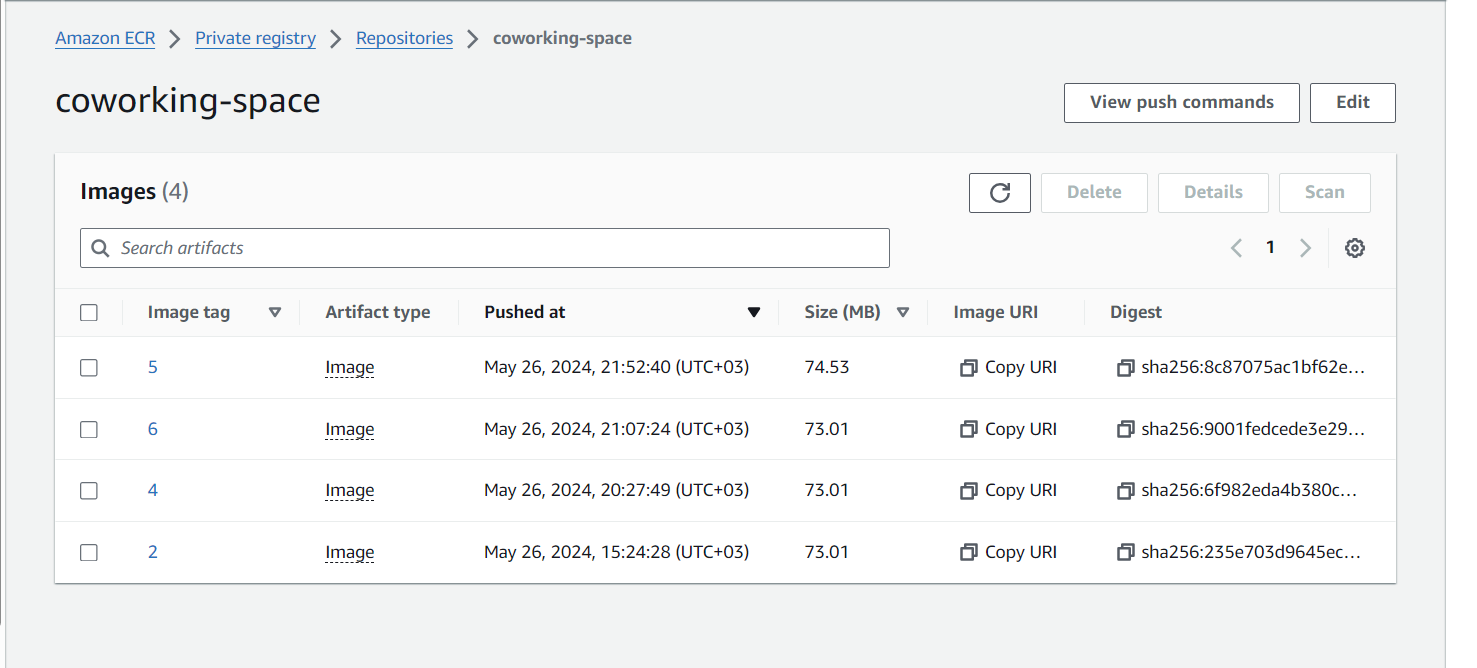 Amazon ECR > Private registry > Repositories > coworking-space
coworking-space
View push commands
Edit
Images (4)
Delete
Details
Scan
Search artifacts
1
Image tag Artifact type Pushed at Size (MB) Image URI Digest
5 Image May 26, 2024, 21:52:40 (UTC+03) 74.53 Copy URI sha256:8c87075ac1bf62e...
6 Image May 26, 2024, 21:07:24 (UTC+03) 73.01 Copy URI sha256:9001fedcede3e29...
4 Image May 26, 2024, 20:27:49 (UTC+03) 73.01 Copy URI sha256:6f982eda4b380c...
2 Image May 26, 2024, 15:24:28 (UTC+03) 73.01 Copy URI sha256:235e703d9645ec...